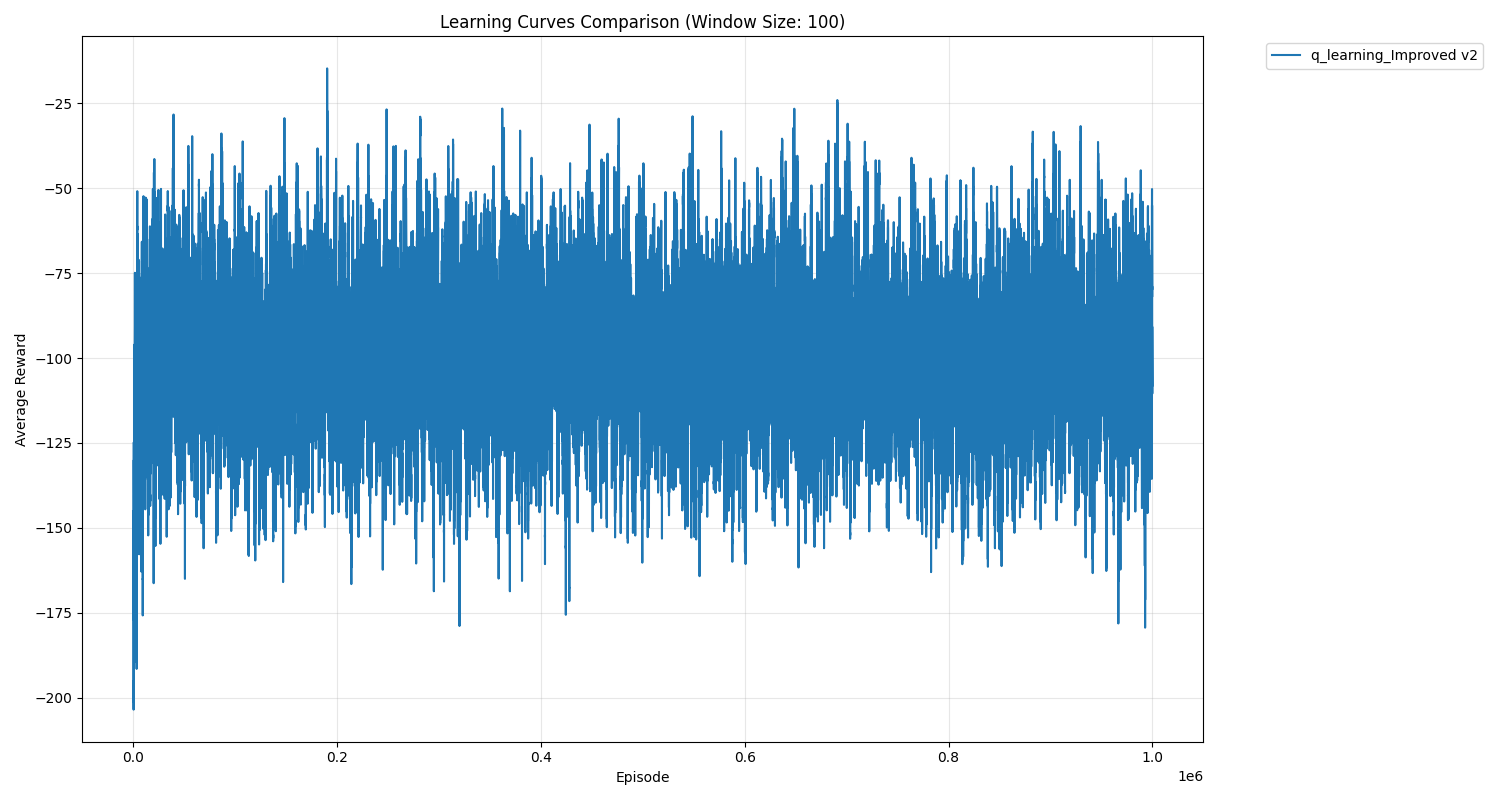 Learning Curves Comparison (Window Size: 100)
q_learning_Improved v2
Average Reward
−25
−50
−75
−100
−125
−150
−175
−200
0.0
0.2
0.4
0.6
0.8
1.0
1e6
Episode